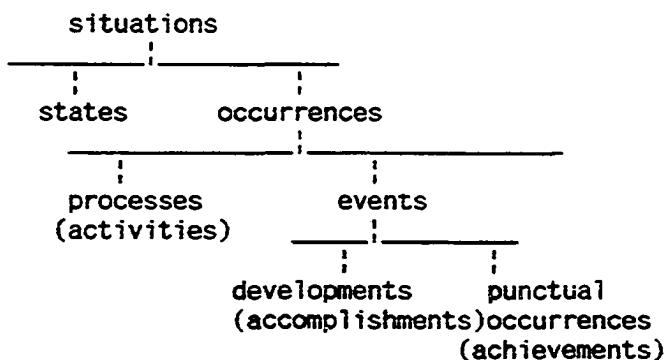 situations
states occurrences
processes events
(activities)
developments punctual
(accomplishments) occurrences
(achievements)